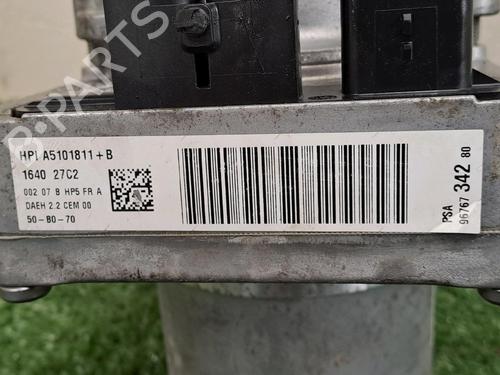 HPI A5101811+B
1640 27C2
002 07 B HP5 FR A
DAEH 2.2 CEM 00
50-80-70
PSA
96767 342 80
B-PARTS